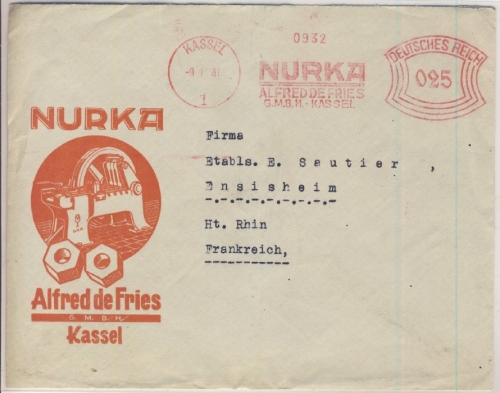 0932
KASSEL
1
NURKA
ALFRED DE FRIES
G.M.B.H. - KASSEL
DEUTSCHES REICH
025
NURKA
Alfred de Fries
G. M. B. H.
Kassel
Firma
Etabls. E. Sautier,
Ensisheim
Ht. Rhin
Frankreich,